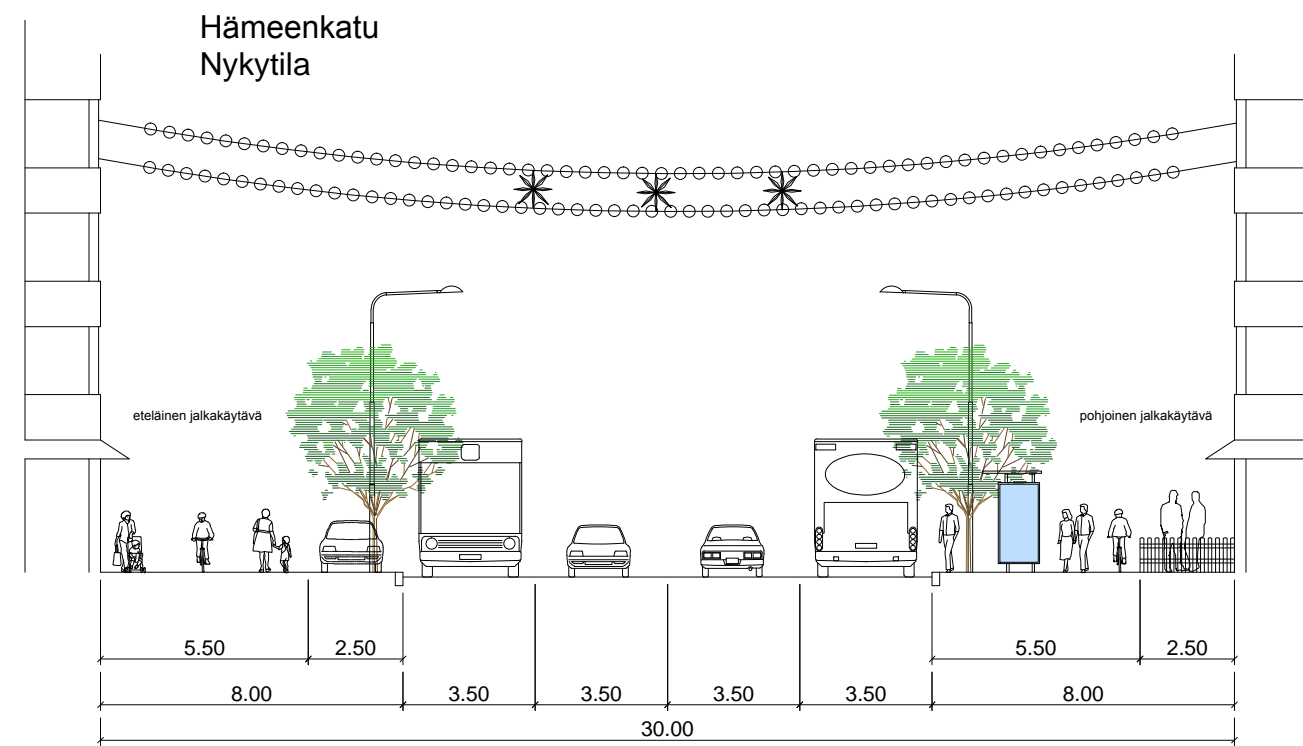 Hämeenkatu
Nykytila
eteläinen jalkakäytävä
pohjoinen jalkakäytävä
5.50 2.50 5.50 2.50
8.00 3.50 3.50 3.50 3.50 8.00
30.00